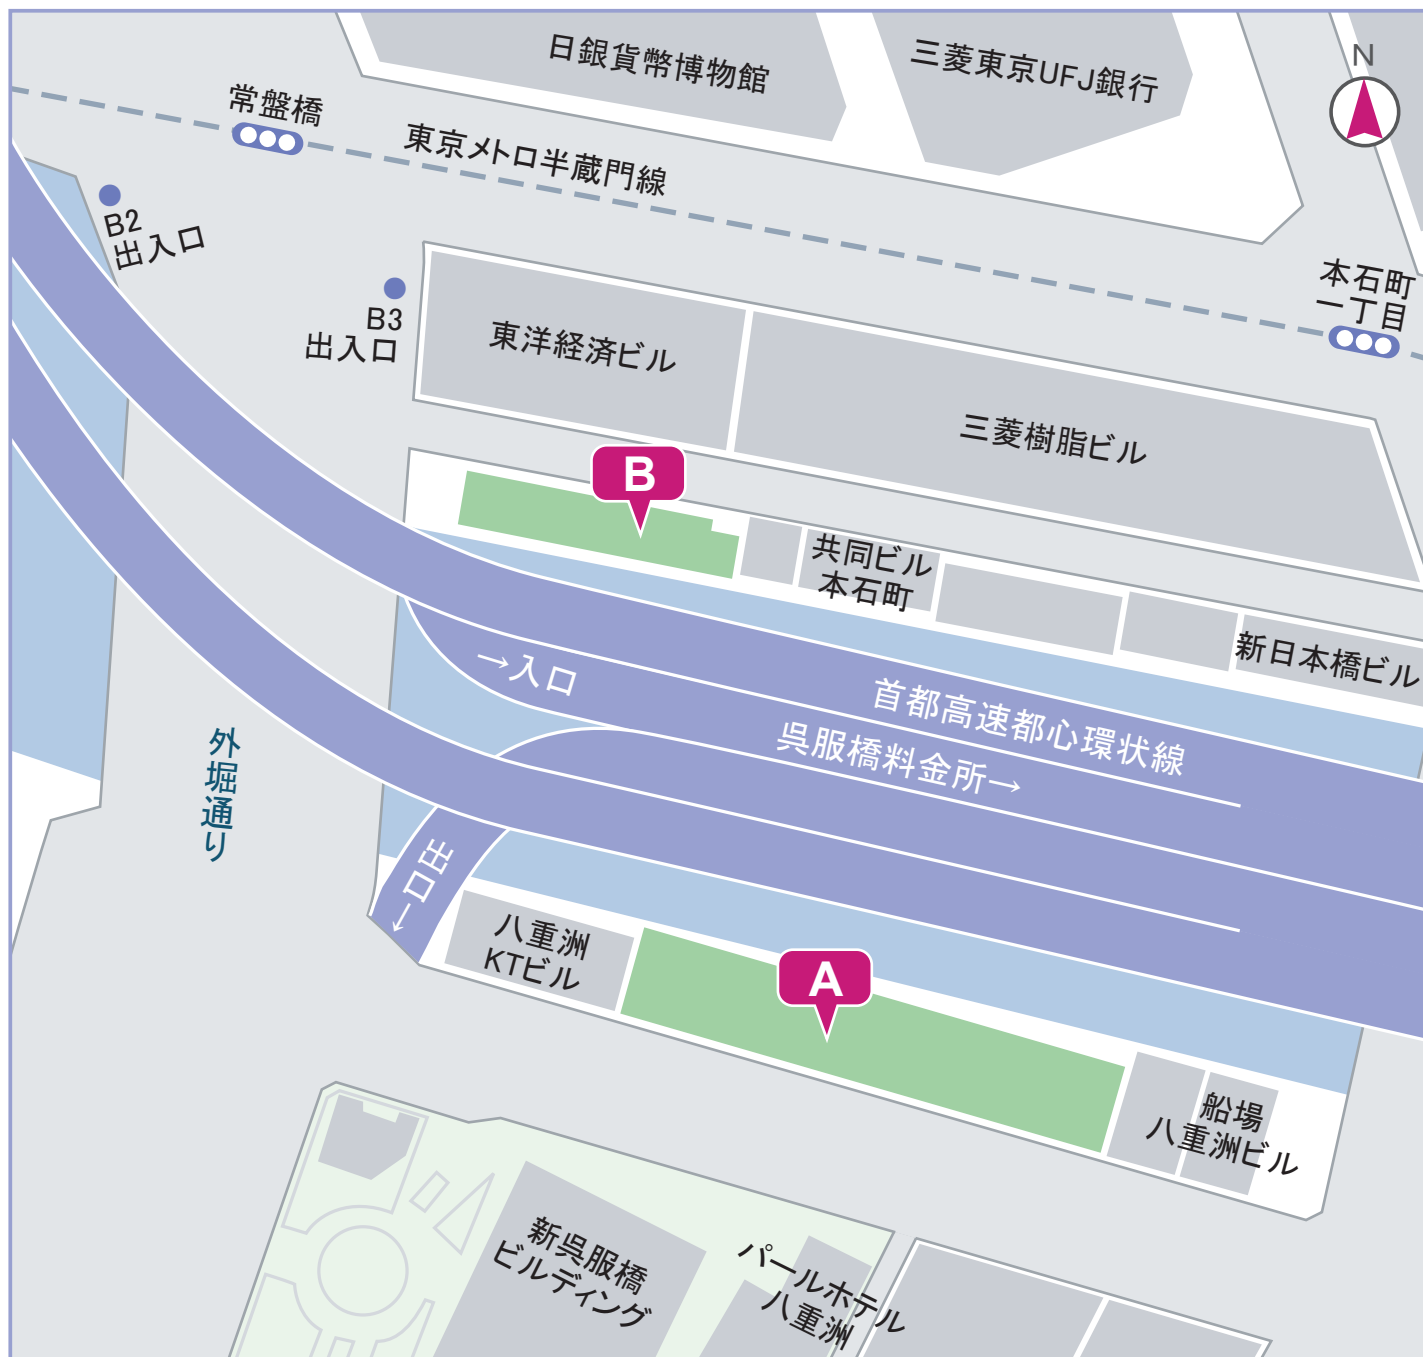 日銀貨幣博物館
三菱東京UFJ銀行
N
常盤橋
東京メトロ半蔵門線
B2
出入口
B3
出入口
本石町
一丁目
東洋経済ビル
三菱樹脂ビル
B
共同ビル
本石町
新日本橋ビル
→入口
首都高速都心環状線
呉服橋料金所→
外堀通り
出口→
八重洲
KTビル
A
船場
八重洲ビル
新呉服橋
ビルディング
パールホテル
八重洲